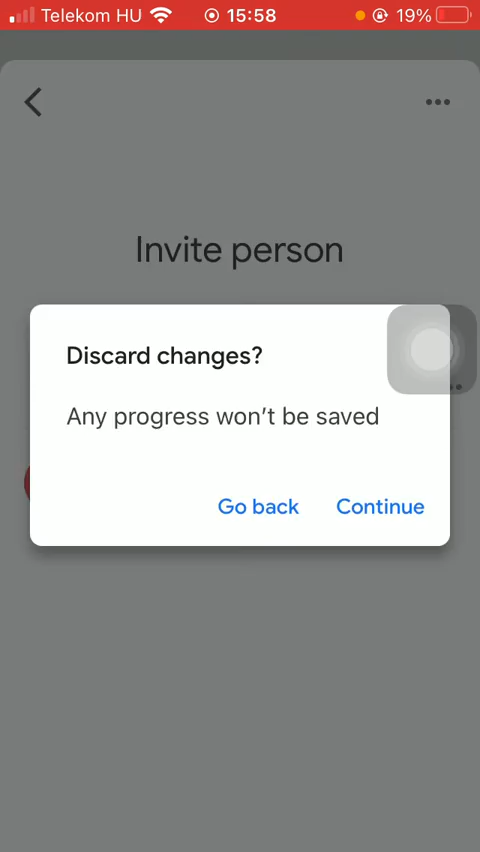 Telekom HU 15:58 19%
Invite person
Discard changes?
Any progress won't be saved
Go back Continue